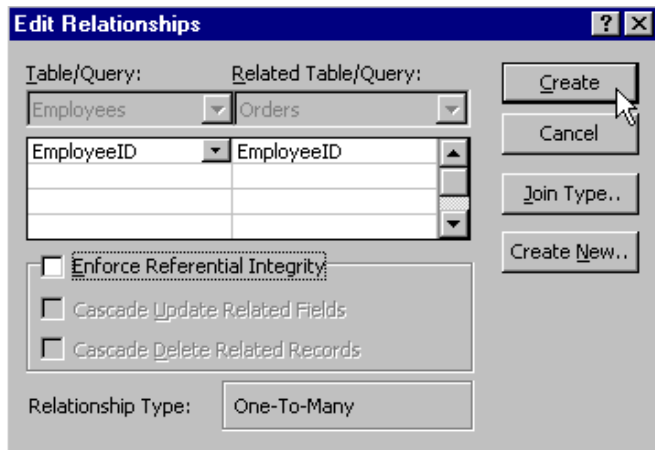 Edit Relationships
Table/Query: Related Table/Query:
Employees Orders
EmployeeID EmployeeID
Enforce Referential Integrity
Cascade Update Related Fields
Cascade Delete Related Records
Relationship Type: One-To-Many
Create
Cancel
Join Type..
Create New..